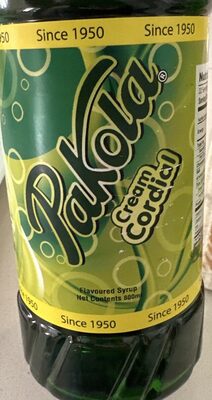 Since 1950 Since 1950
Pakola®
Cream
Cordial
Flavoured Syrup
Net Contents 800ml
Since 1950
Since 1950